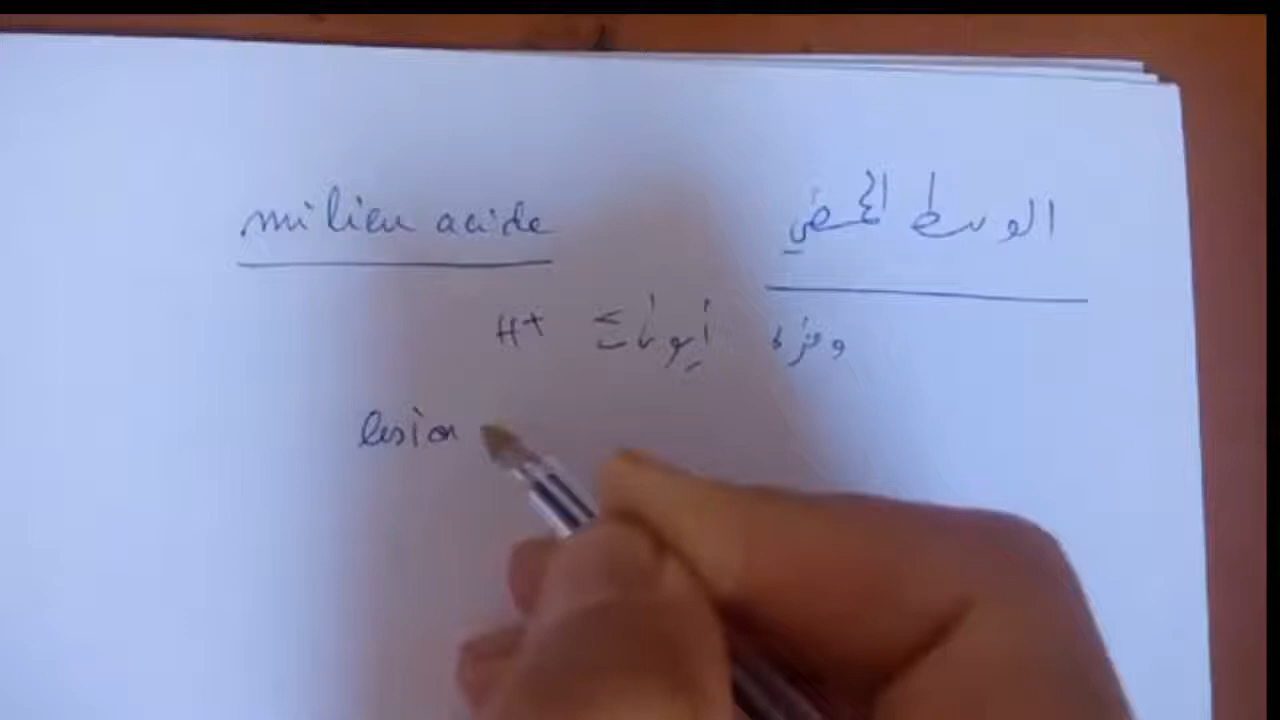 milieu acide الوسط الحمضي
وفرة أيونات H+
lesion